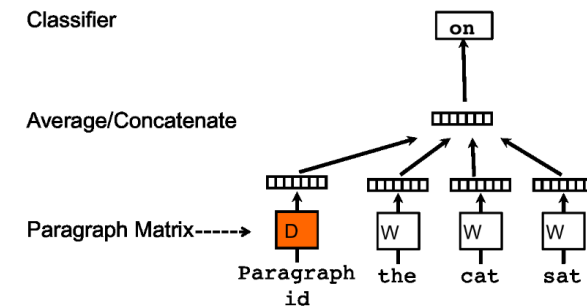 Classifier
on
Average/Concatenate
Paragraph Matrix
D
W
W
W
Paragraph
id
the
cat
sat